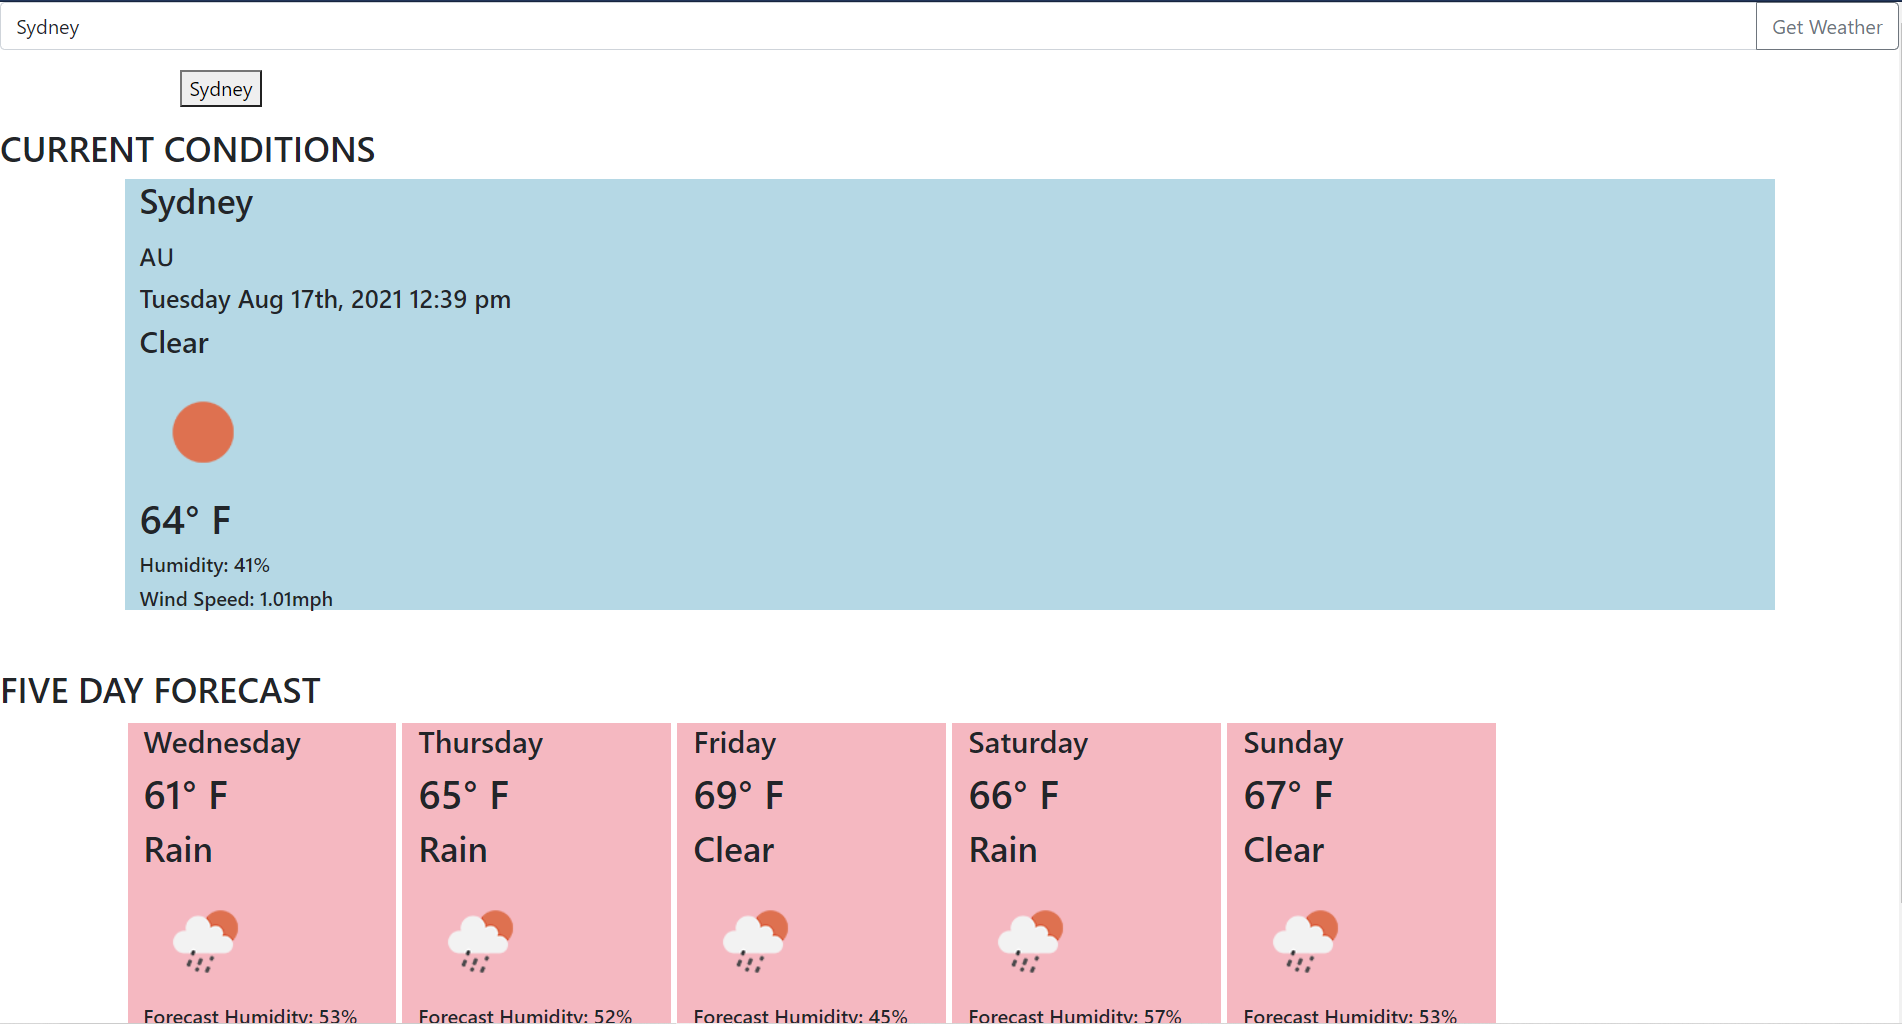 Sydney
Get Weather
Sydney
CURRENT CONDITIONS
Sydney
AU
Tuesday Aug 17th, 2021 12:39 pm
Clear
64° F
Humidity: 41%
Wind Speed: 1.01mph
FIVE DAY FORECAST
Wednesday
61° F
Rain
Forecast Humidity: 53%
Thursday
65° F
Rain
Forecast Humidity: 52%
Friday
69° F
Clear
Forecast Humidity: 45%
Saturday
66° F
Rain
Forecast Humidity: 57%
Sunday
67° F
Clear
Forecast Humidity: 53%